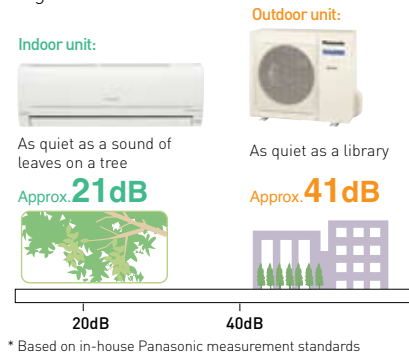 Outdoor unit:
Indoor unit:
As quiet as a sound of
leaves on a tree
As quiet as a library
Approx.21dB
Approx.41dB
20dB
40dB
* Based on in-house Panasonic measurement standards